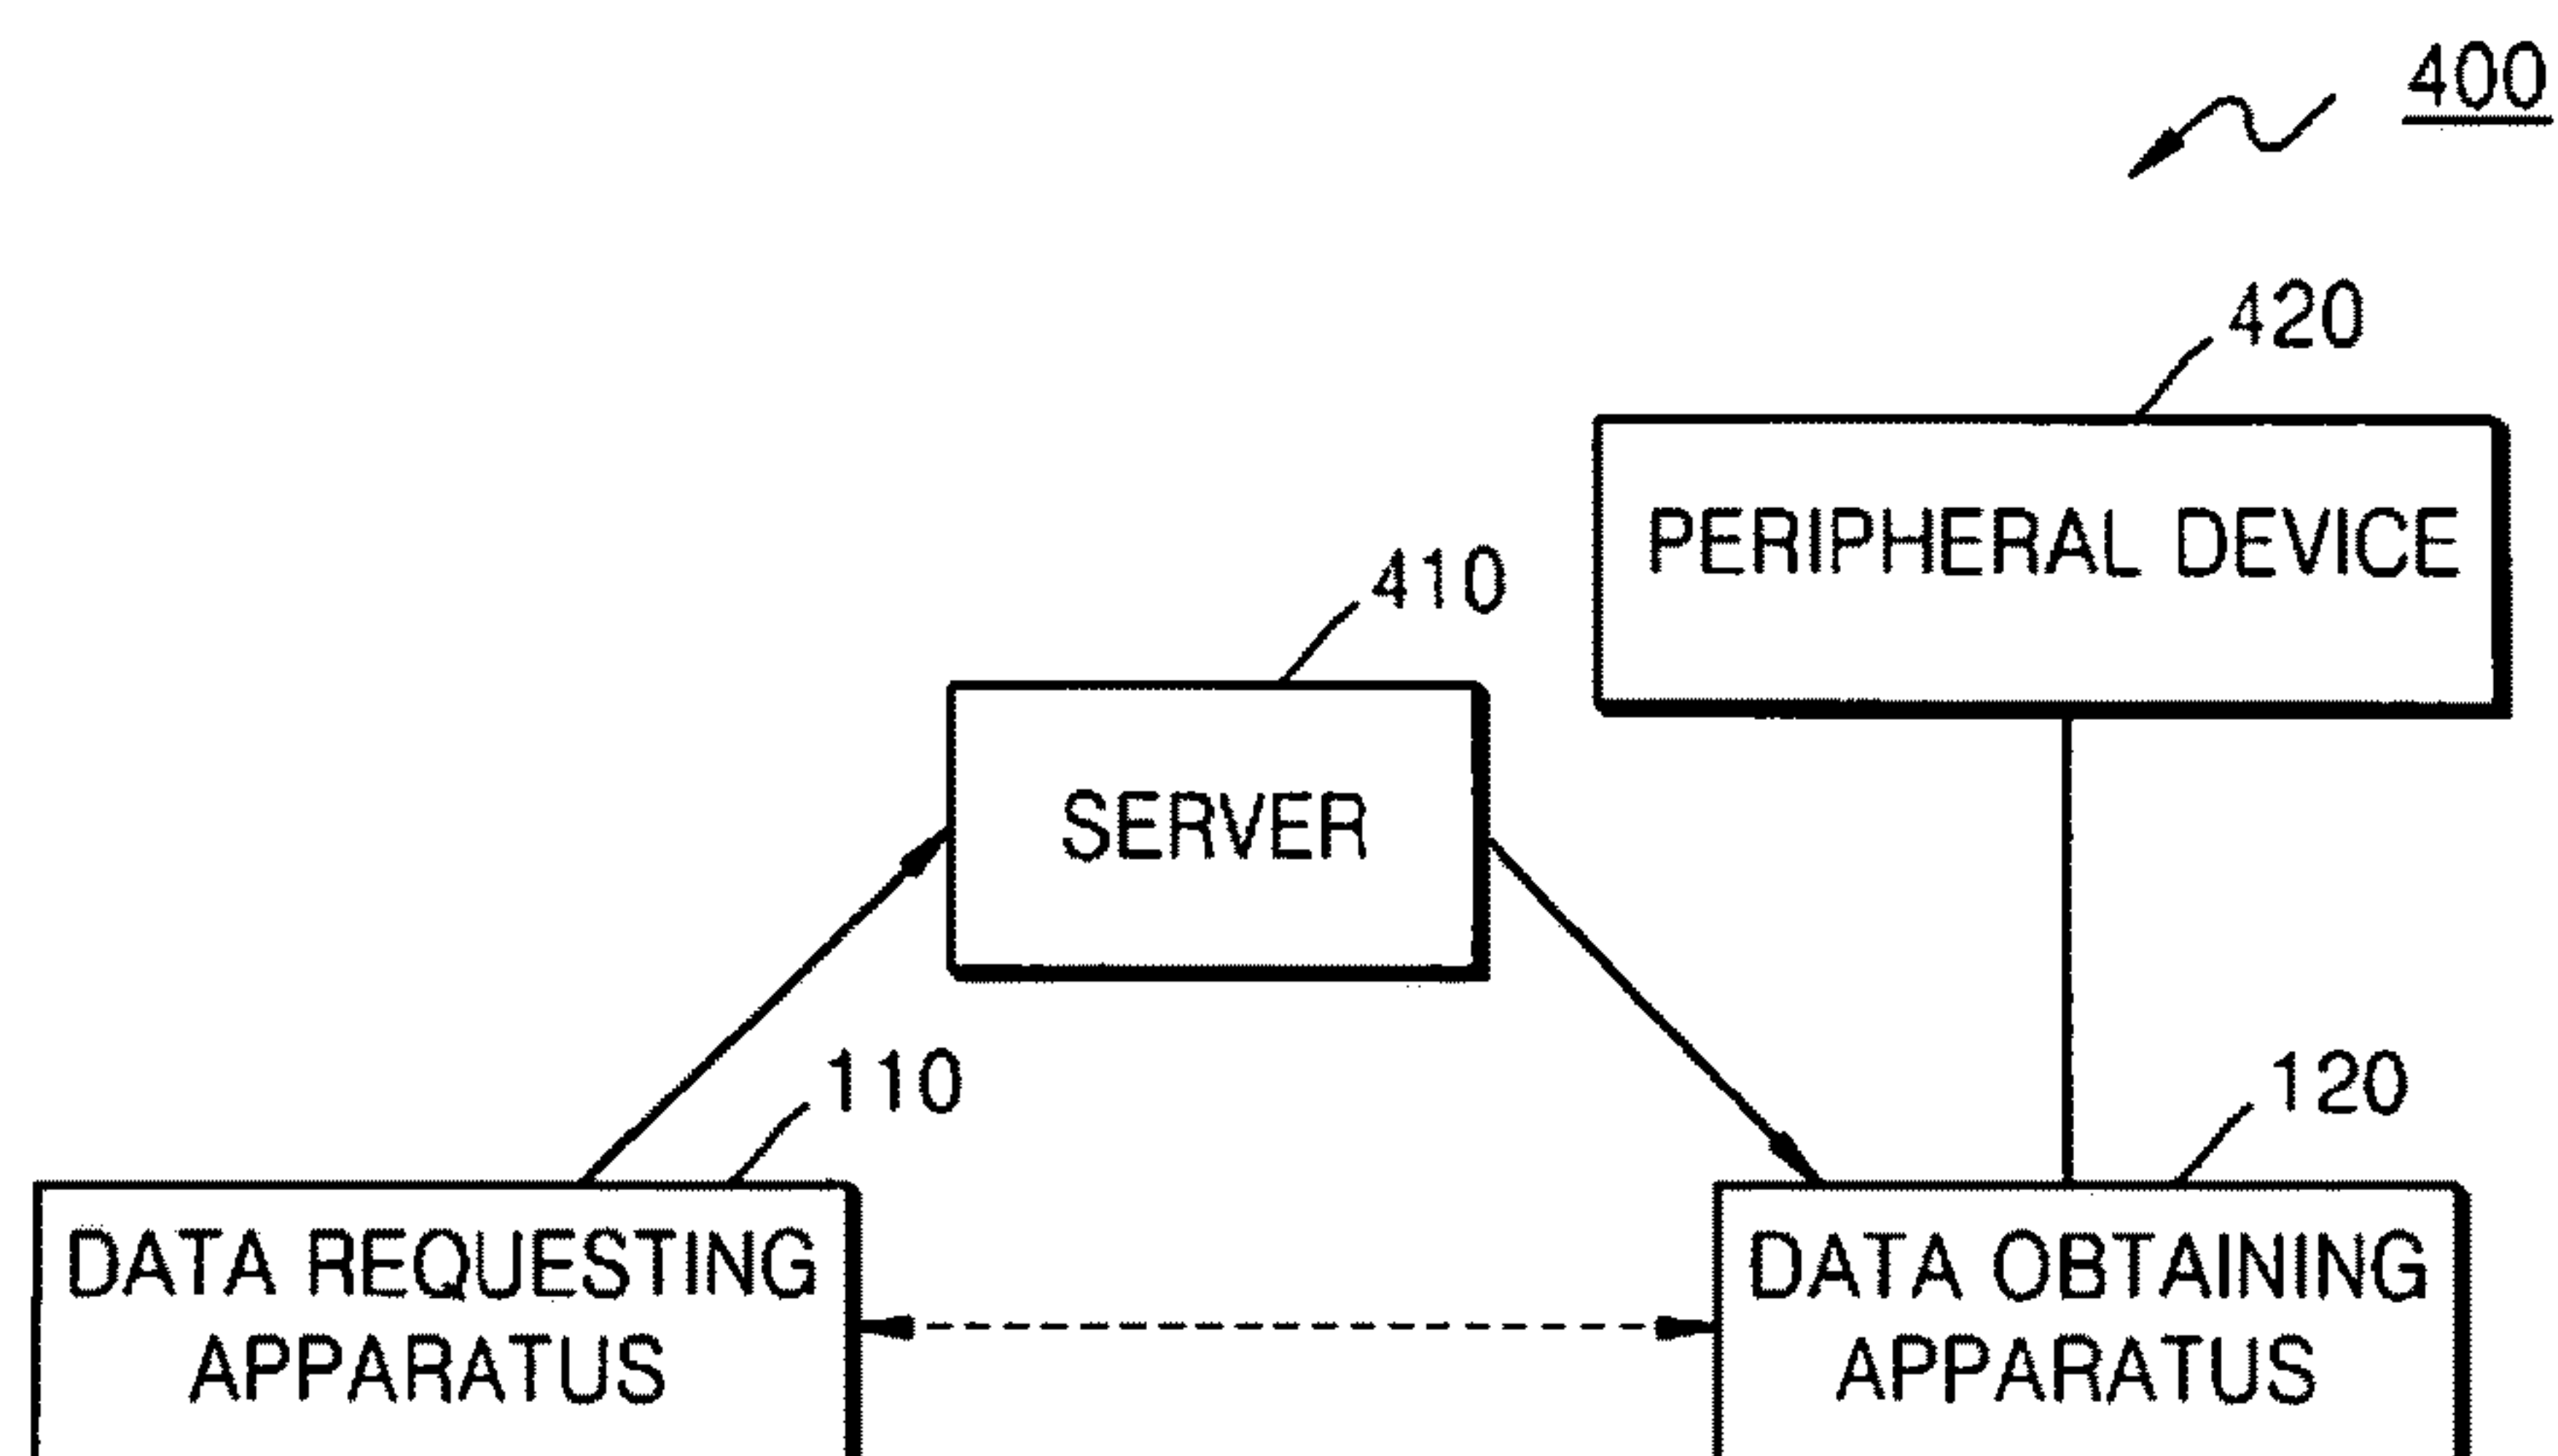 400
420
PERIPHERAL DEVICE
410
SERVER
110
120
DATA REQUESTING
APPARATUS
DATA OBTAINING
APPARATUS